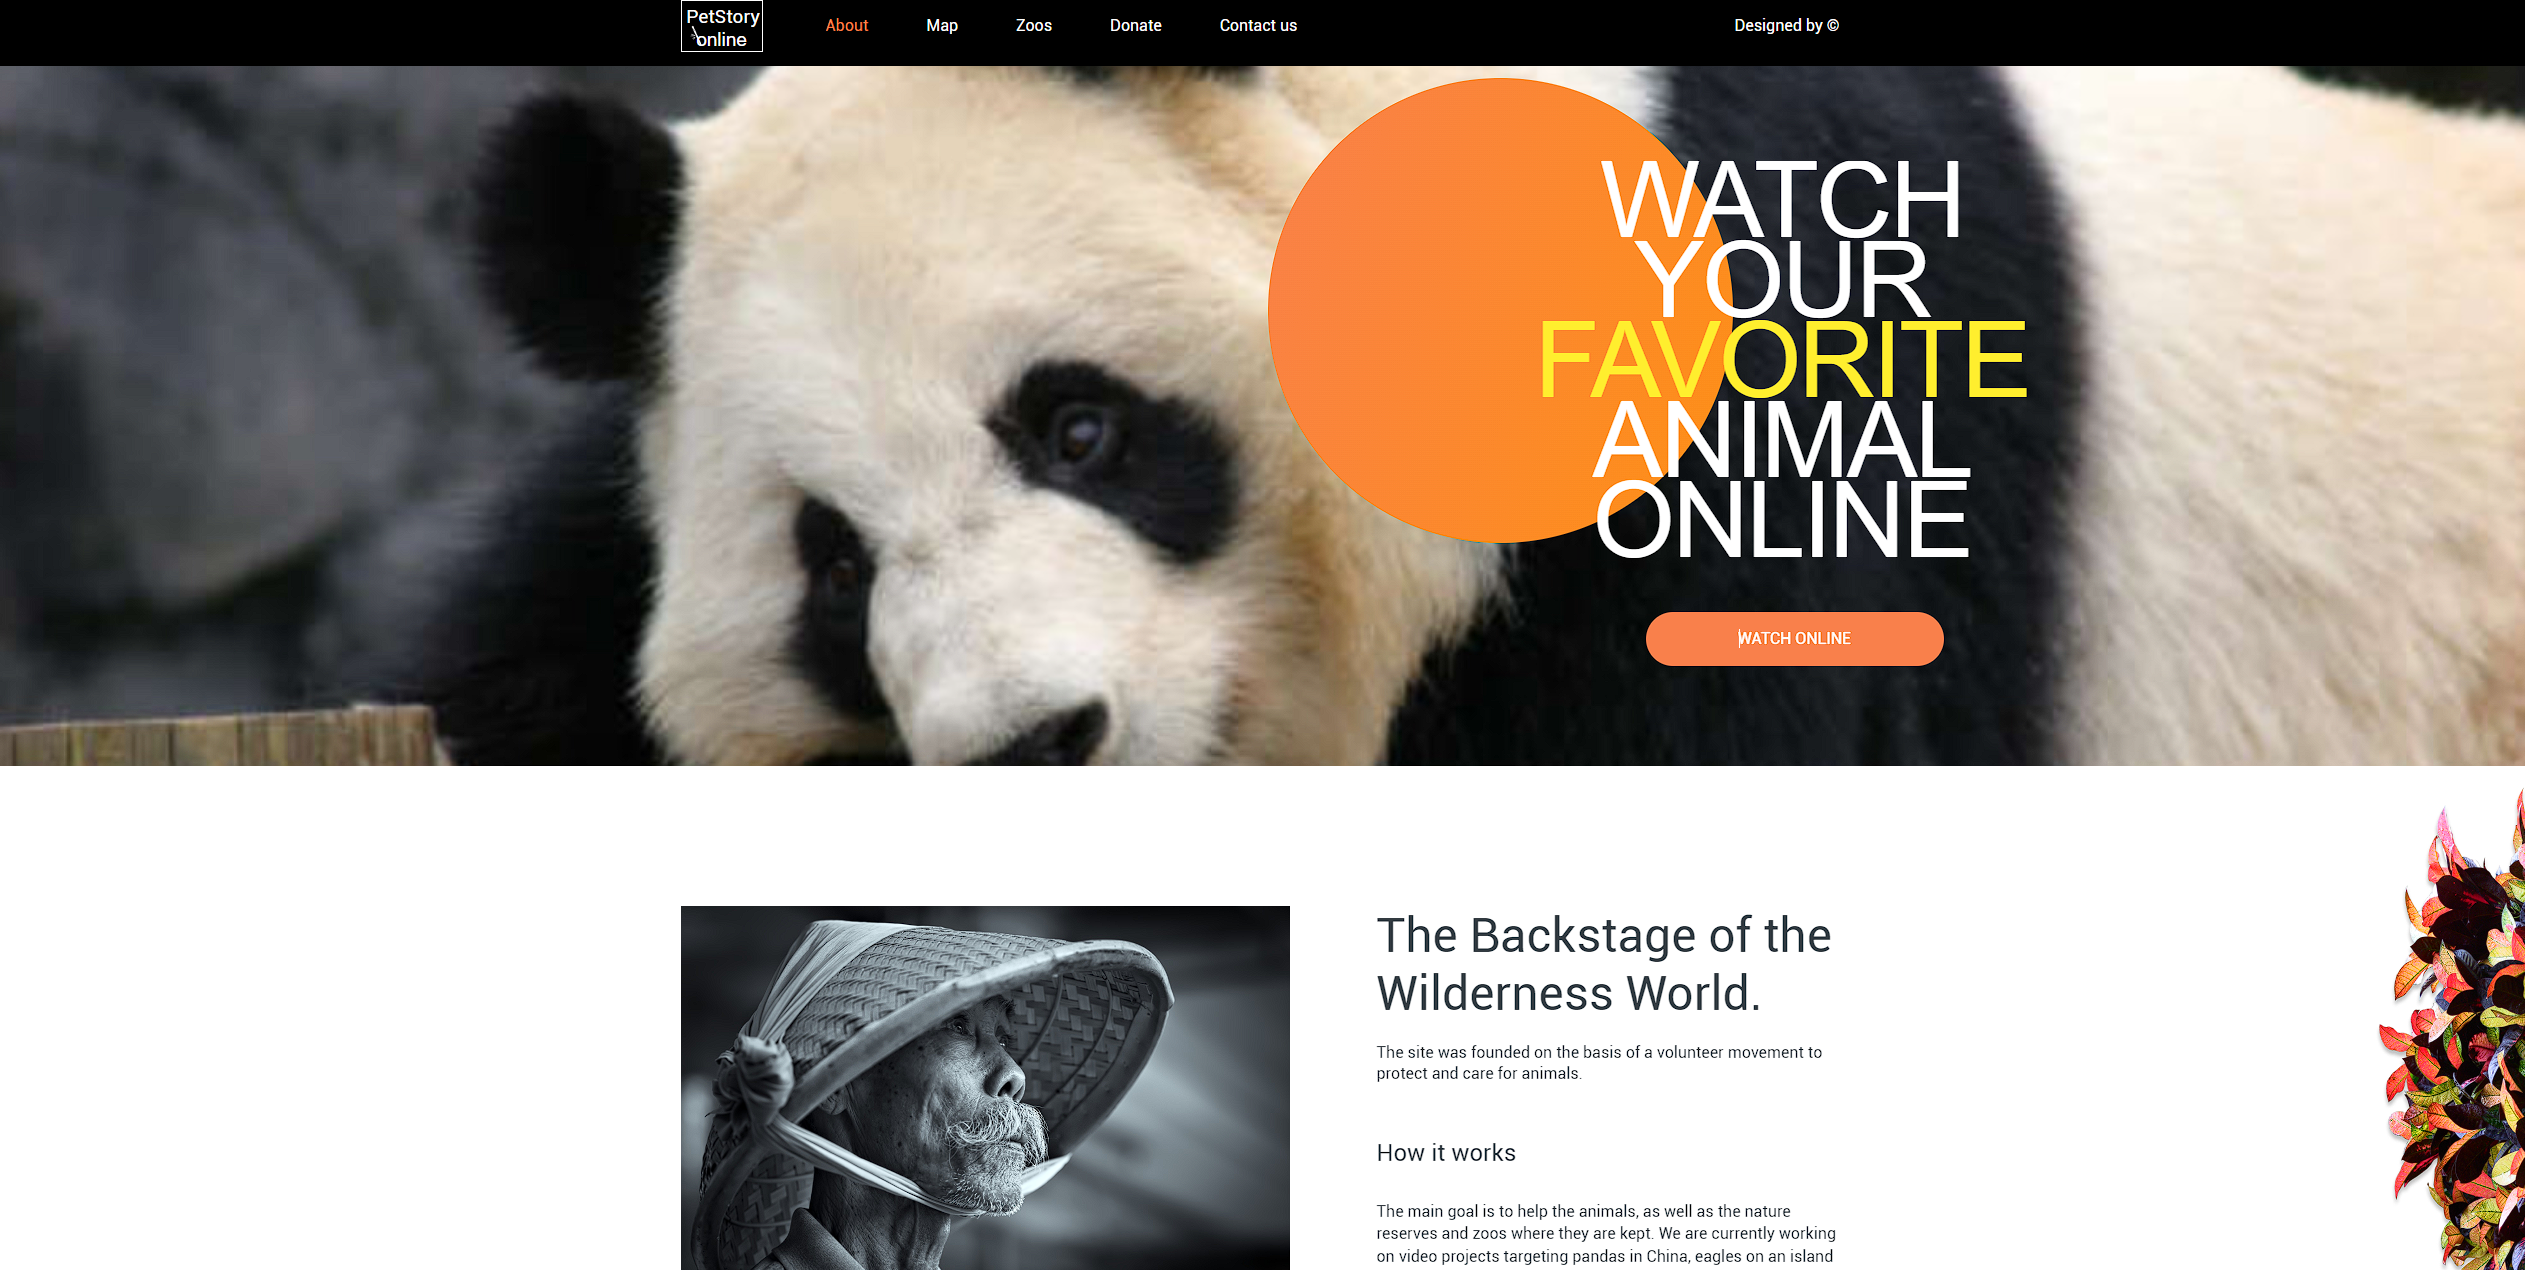 PetStory
online
About
Map
Zoos
Donate
Contact us
Designed by ©
WATCH
YOUR
FAVORITE
ANIMAL
ONLINE
WATCH ONLINE
The Backstage of the
Wilderness World.
The site was founded on the basis of a volunteer movement to
protect and care for animals.
How it works
The main goal is to help the animals, as well as the nature
reserves and zoos where they are kept. We are currently working
on video projects targeting pandas in China, eagles on an island